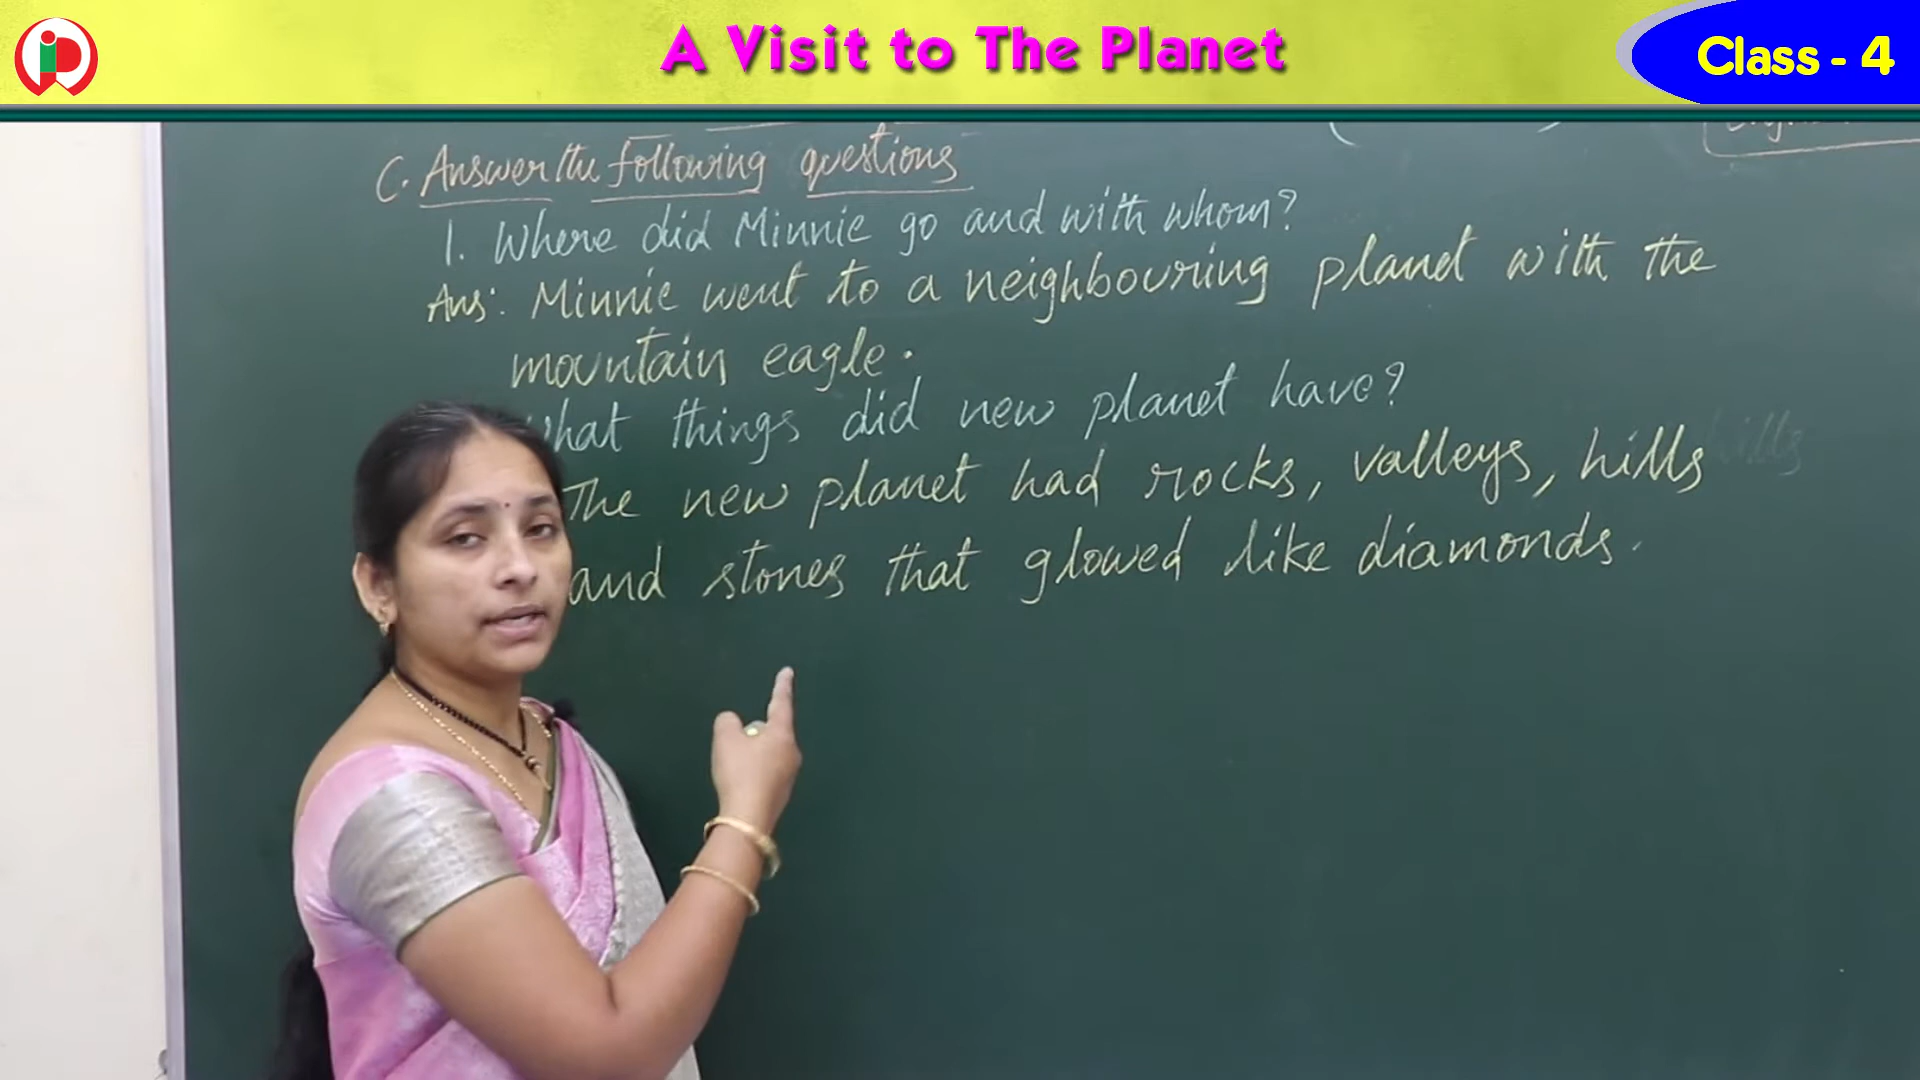 A Visit to The Planet
Class - 4
C. Answer the following questions
1. Where did Minnie go and with whom?
Ans: Minnie went to a neighbouring planet with the
mountain eagle.
What things did new planet have?
The new planet had rocks, valleys, hills
and stones that glowed like diamonds.